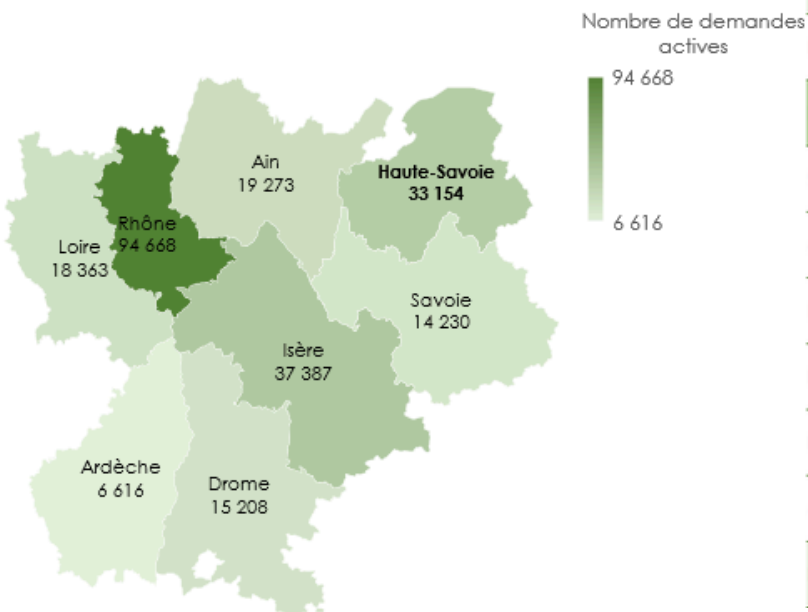 Nombre de demandes
actives
94 668
6 616
Ain
19 273
Haute-Savoie
33 154
Rhône
94 668
Loire
18 363
Savoie
14 230
Isère
37 387
Ardèche
6 616
Drome
15 208